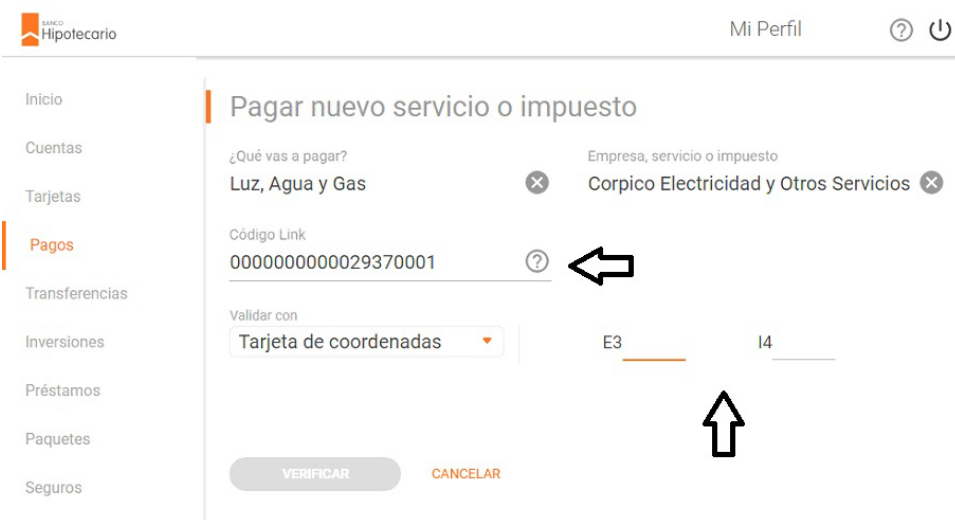 BANCO
Hipotecario
Mi Perfil
Inicio
Cuentas
Tarjetas
Pagos
Transferencias
Inversiones
Préstamos
Paquetes
Seguros
Pagar nuevo servicio o impuesto
¿Qué vas a pagar?
Luz, Agua y Gas
Empresa, servicio o impuesto
Corpico Electricidad y Otros Servicios
Código Link
0000000000029370001
Validar con
Tarjeta de coordenadas
E3
I4
VERIFICAR
CANCELAR